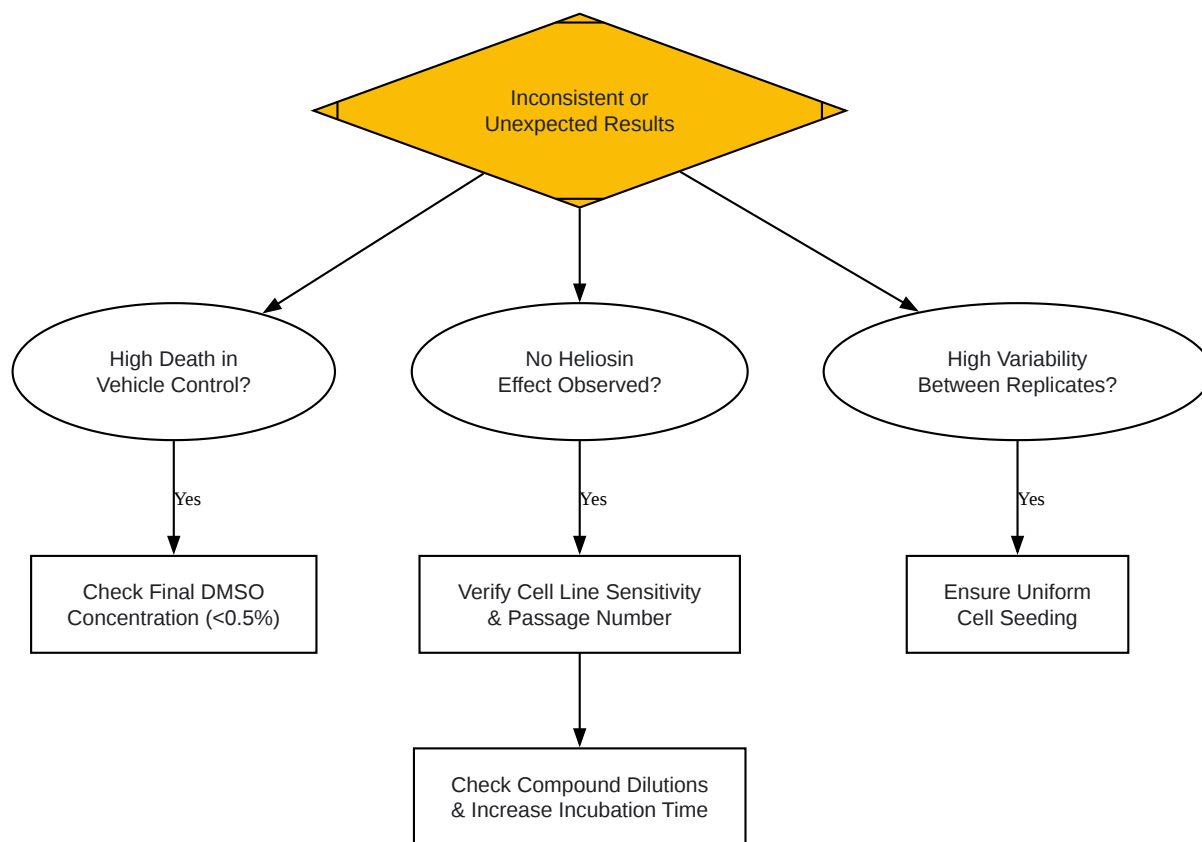 Inconsistent or
Unexpected Results
High Death in
Vehicle Control?
No Heliosin
Effect Observed?
High Variability
Between Replicates?
Yes
Yes
Yes
Check Final DMSO
Concentration (<0.5%)
Verify Cell Line Sensitivity
& Passage Number
Ensure Uniform
Cell Seeding
Check Compound Dilutions
& Increase Incubation Time